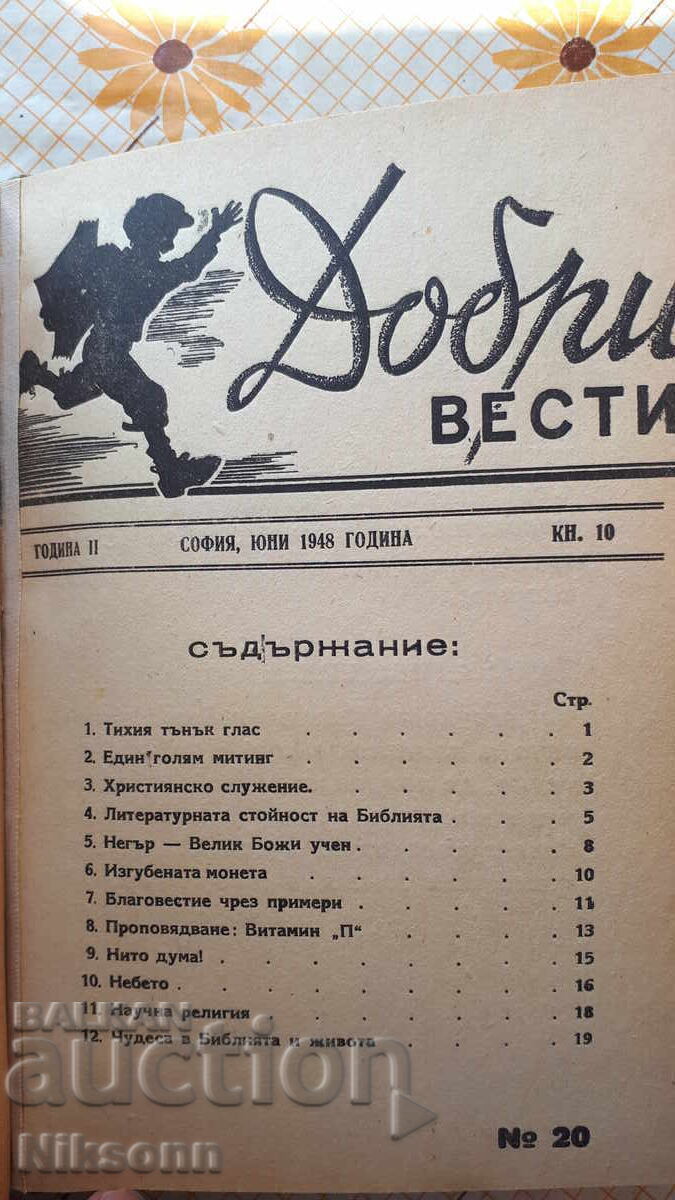 Добри
ВЕСТИ
ГОДИНА II СОФИЯ, ЮНИ 1948 ГОДИНА КН. 10
съдържание:
Стр.
1. Тихия тънък глас . . . . . . 1
2. Един голям митинг . . . . . . 2
3. Християнско служение. . . . . . 3
4. Литературната стойност на Библията . . . 5
5. Негър — Велик Божи учен . . . . . 8
6. Изгубената монета . . . . . . 10
7. Благовестие чрез примери . . . . . 11
8. Проповядване: Витамин „П“ . . . . 13
9. Нито дума! . . . . . . . 15
10. Небето . . . . . . . . 16
11. Научна религия . . . . . . . 18
12. Чудеса в Библията и живота . . . . 19
BALKAN
auction
Niksonn
№ 20